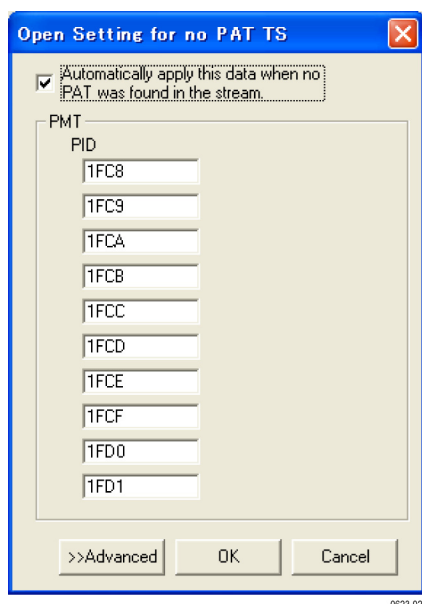 Open Setting for no PAT TS
Automatically apply this data when no
PAT was found in the stream.
PMT
PID
1FC8
1FC9
1FCA
1FCB
1FCC
1FCD
1FCE
1FCF
1FD0
1FD1
>>Advanced OK Cancel